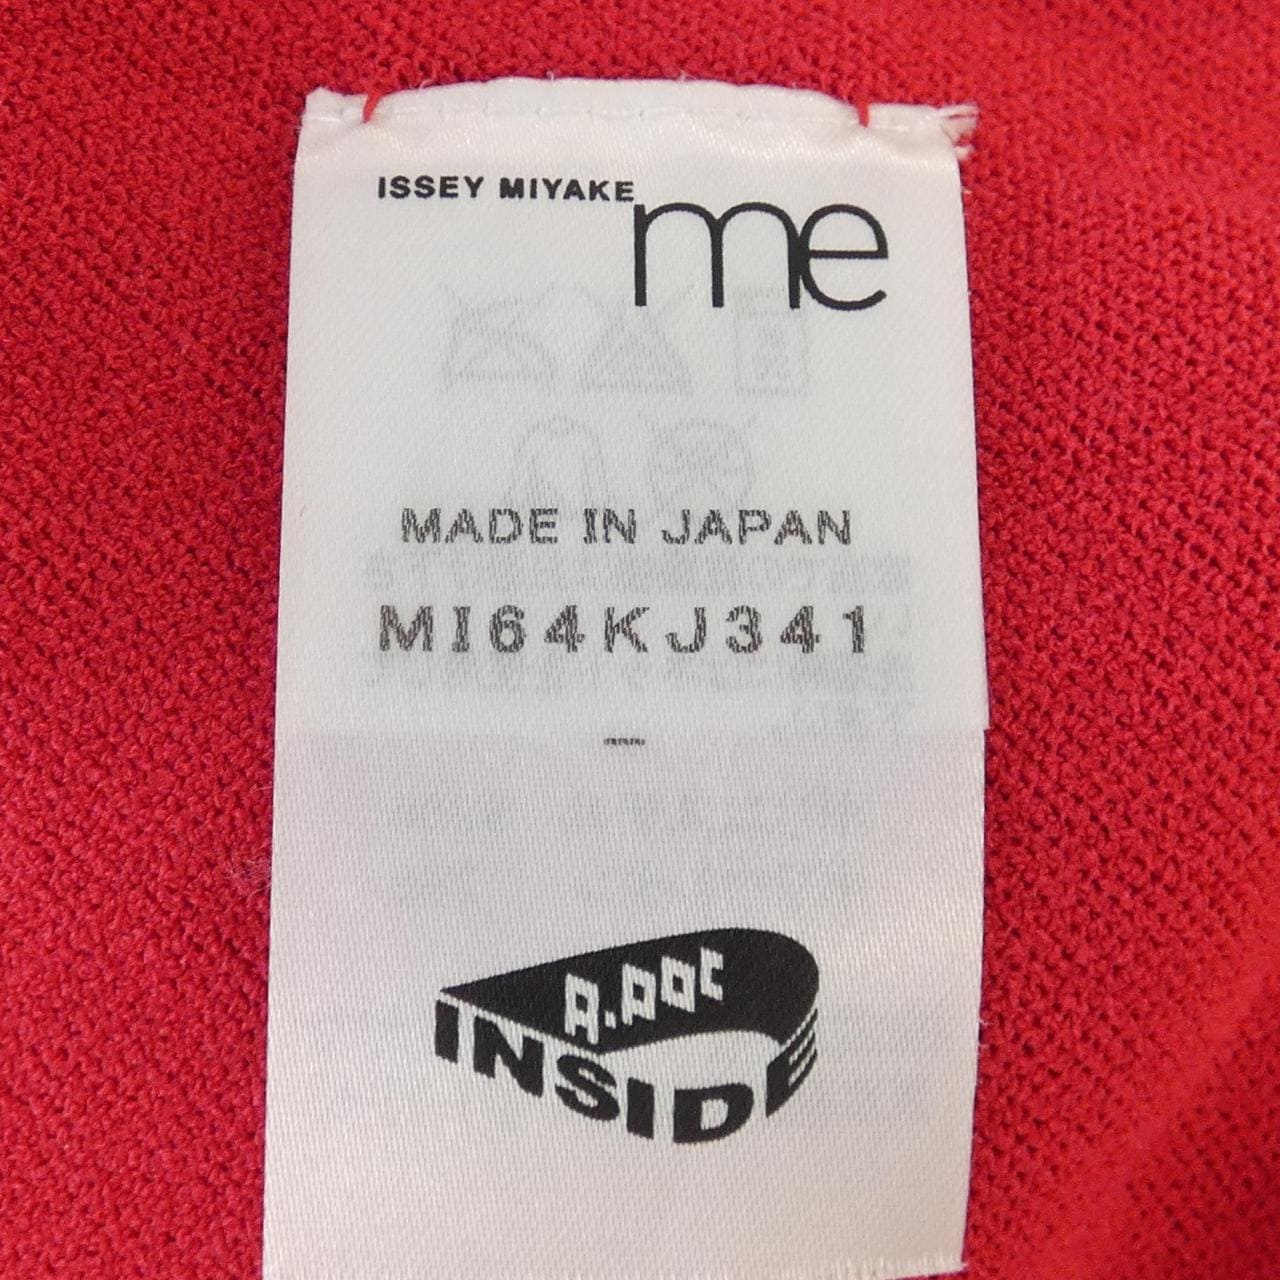 ISSEY MIYAKE
me
MADE IN JAPAN
MI64KJ341
A.POC
INSIDE